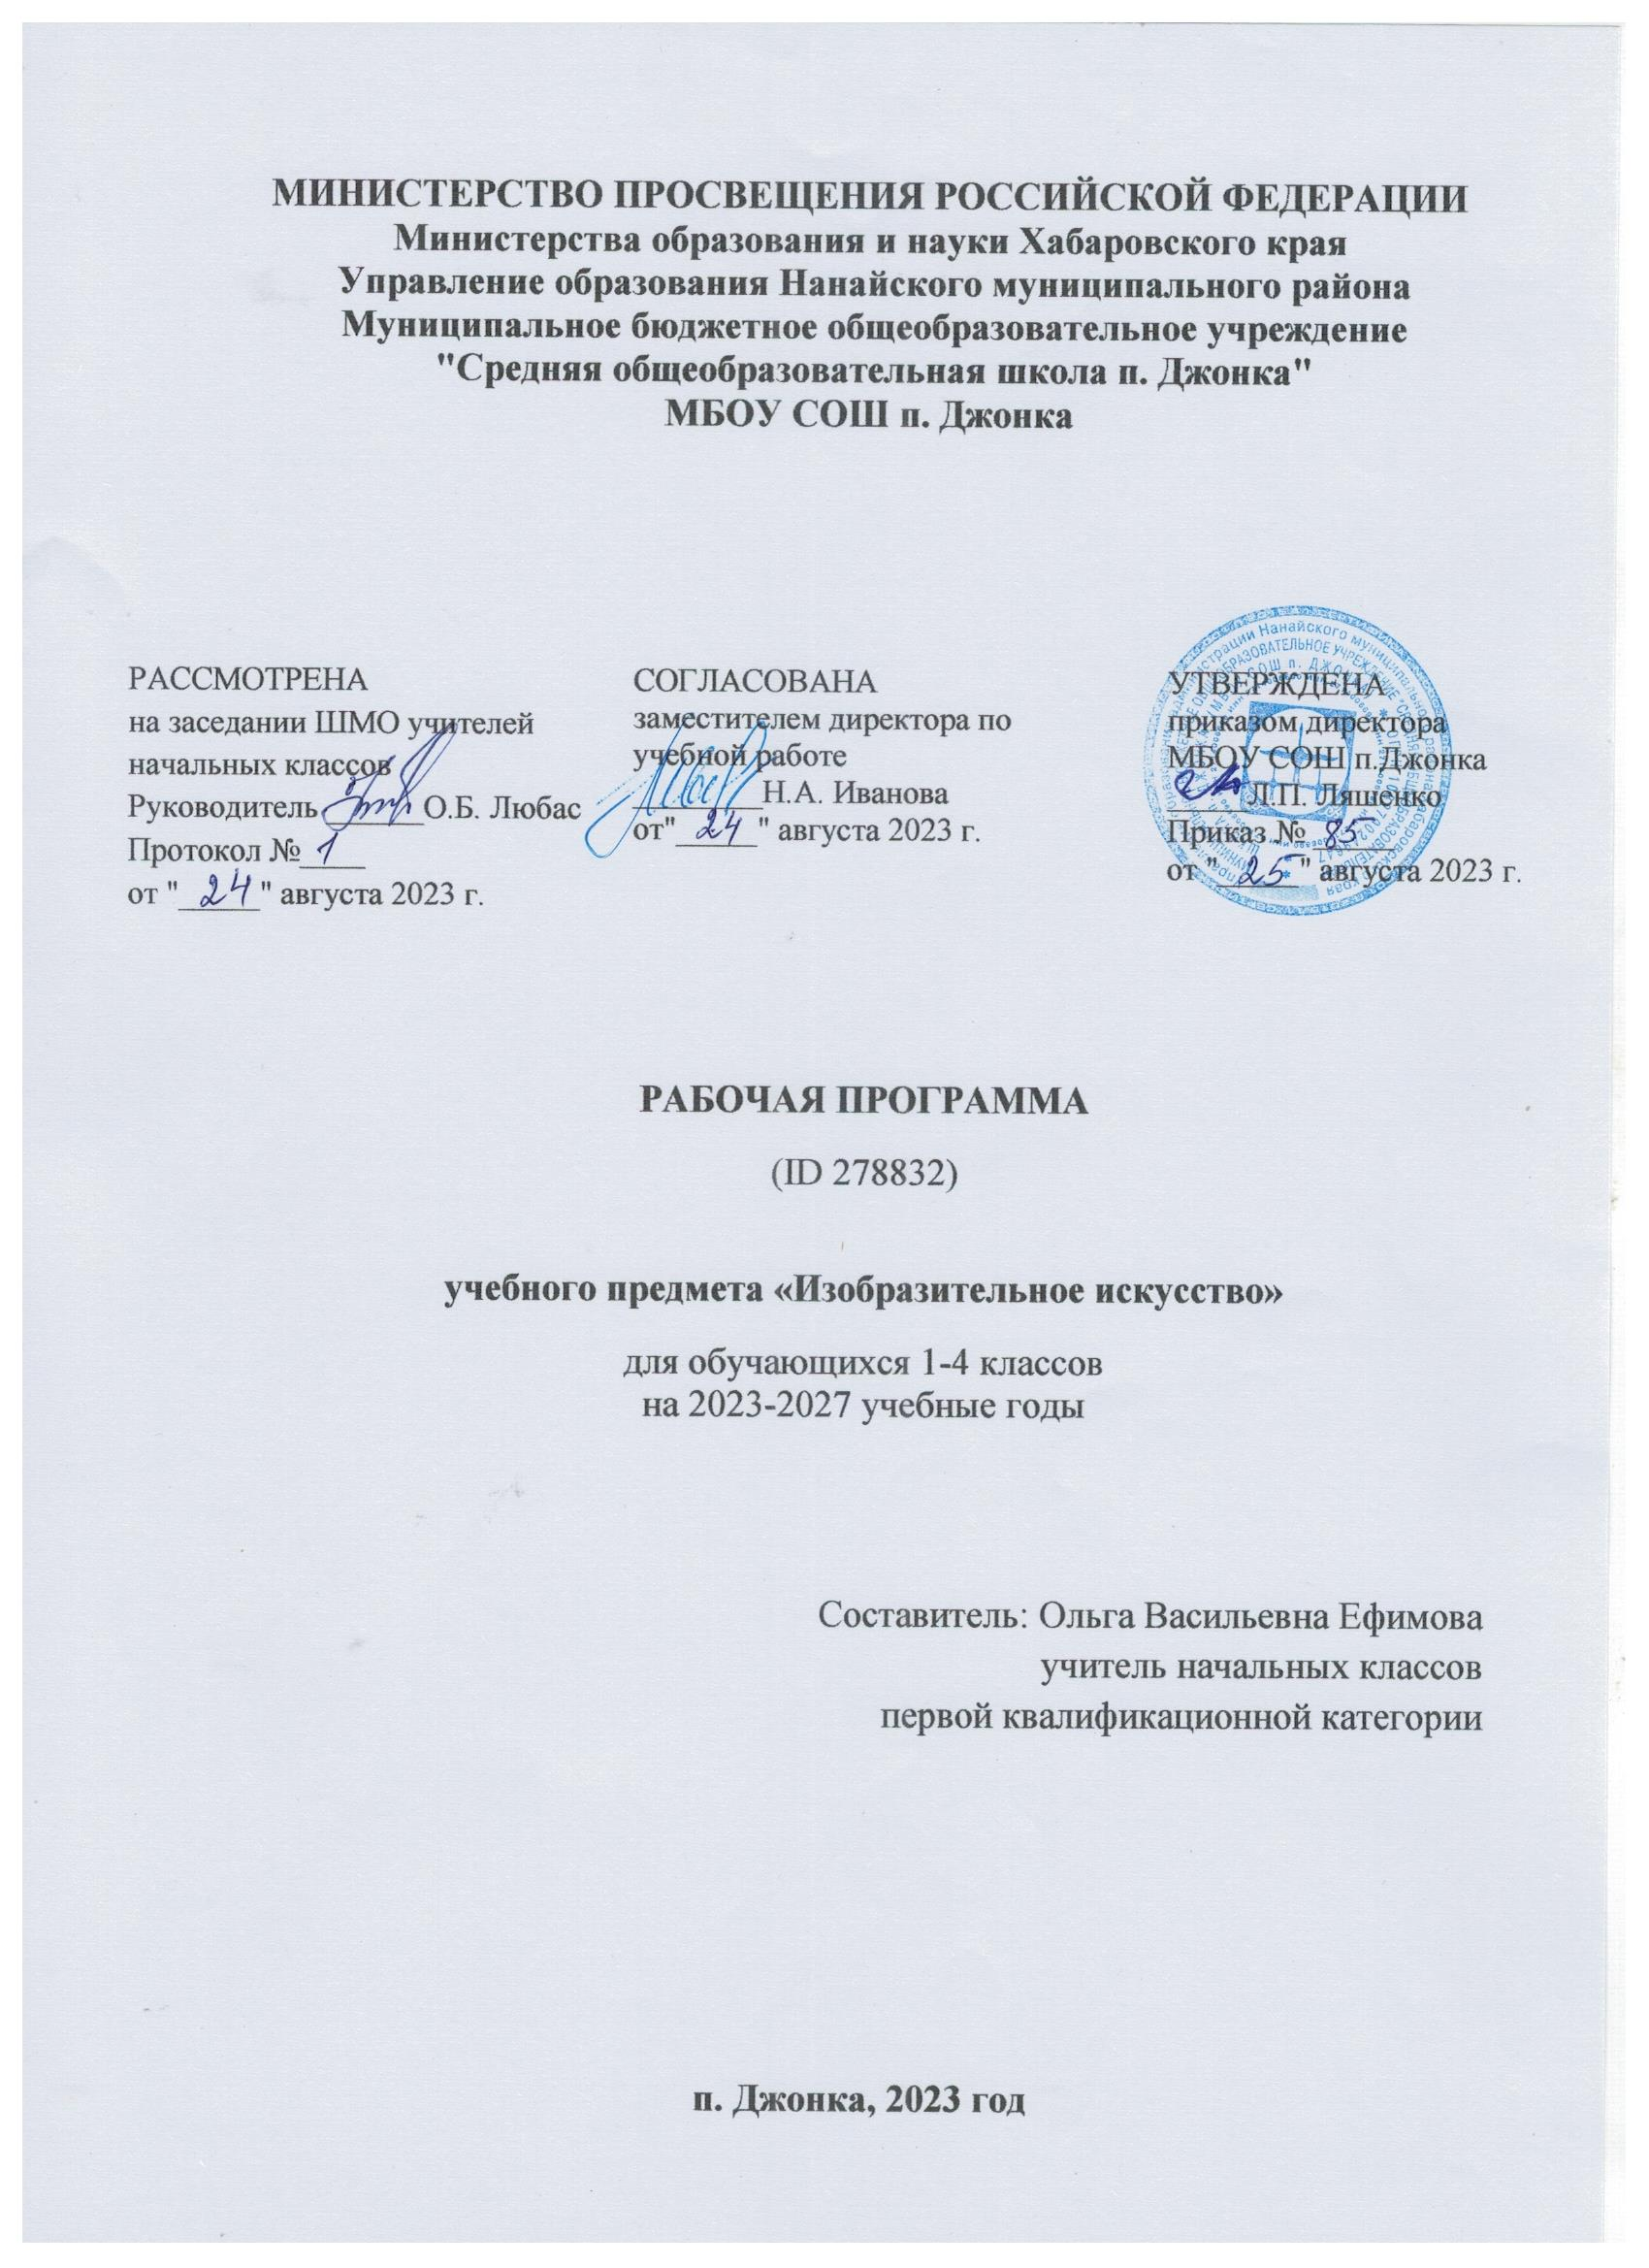 МИНИСТЕРСТВО ПРОСВЕЩЕНИЯ РОССИЙСКОЙ ФЕДЕРАЦИИ
Министерства образования и науки Хабаровского края
Управление образования Нанайского муниципального района
Муниципальное бюджетное общеобразовательное учреждение
"Средняя общеобразовательная школа п. Джонка"
МБОУ СОШ п. Джонка
РАССМОТРЕНА
на заседании ШМО учителей
начальных классов
Руководитель ______О.Б. Любас
Протокол № 1
от " 24 " августа 2023 г.
СОГЛАСОВАНА
заместителем директора по
учебной работе
________Н.А. Иванова
от" 24 " августа 2023 г.
УТВЕРЖДЕНА
приказом директора
МБОУ СОШ п.Джонка
_____Л.П. Ляшенко
Приказ № 85
от " 25 " августа 2023 г.
РАБОЧАЯ ПРОГРАММА
(ID 278832)
учебного предмета «Изобразительное искусство»
для обучающихся 1-4 классов
на 2023-2027 учебные годы
Составитель: Ольга Васильевна Ефимова
учитель начальных классов
первой квалификационной категории
п. Джонка, 2023 год